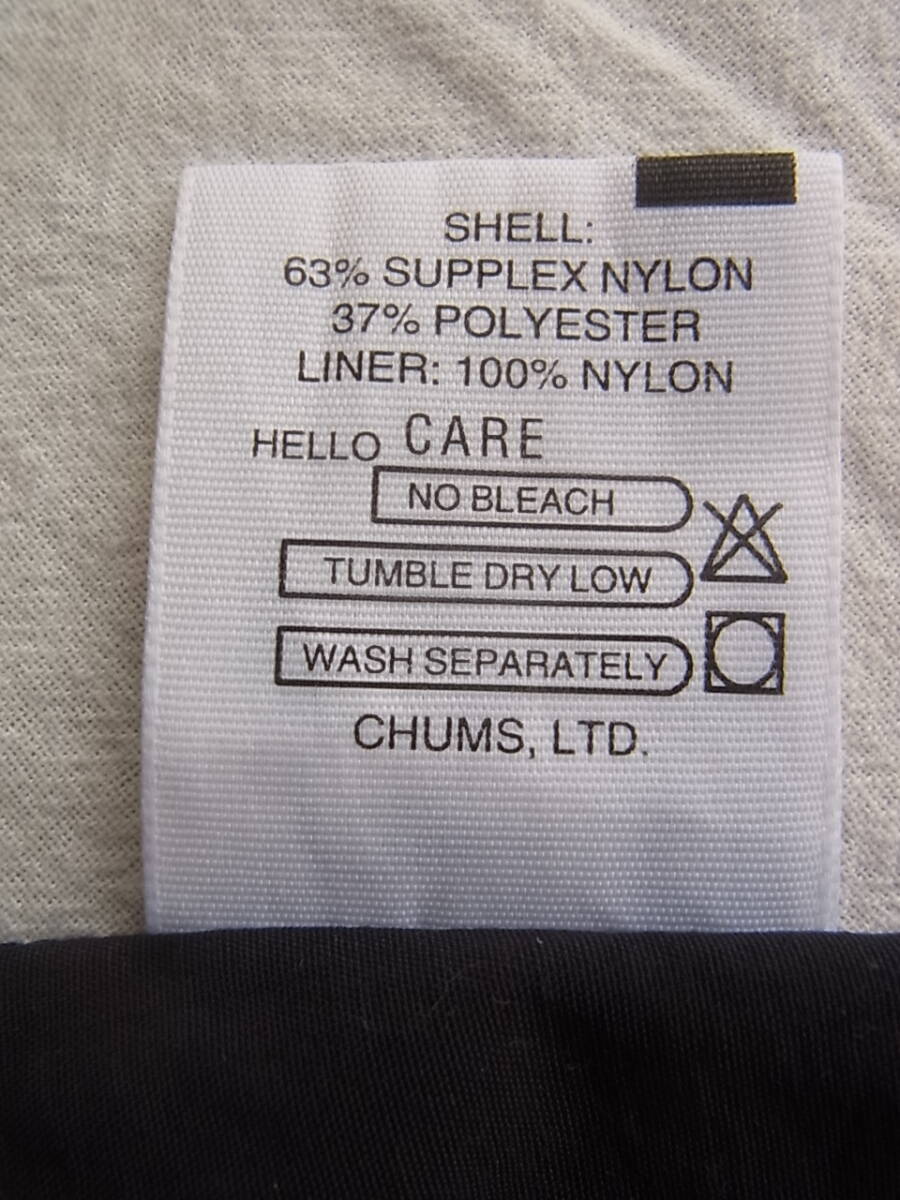 SHELL:
63% SUPPLEX NYLON
37% POLYESTER
LINER: 100% NYLON
HELLO CARE
NO BLEACH
TUMBLE DRY LOW
WASH SEPARATELY
CHUMS, LTD.